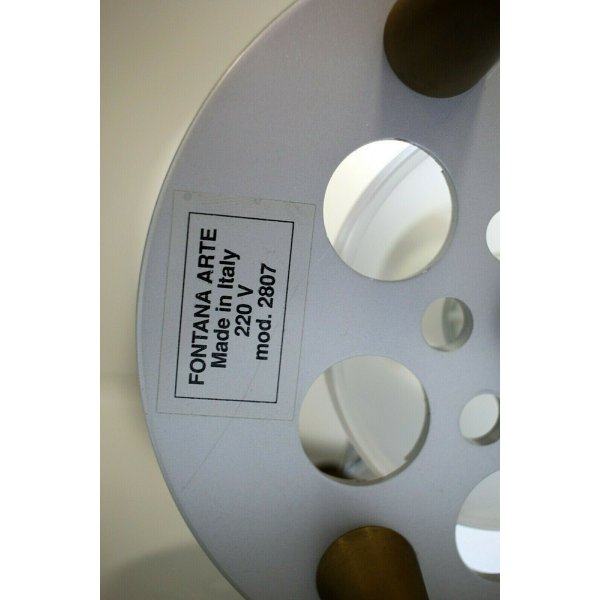 FONTANA ARTE
Made in Italy
220 V
mod. 2807